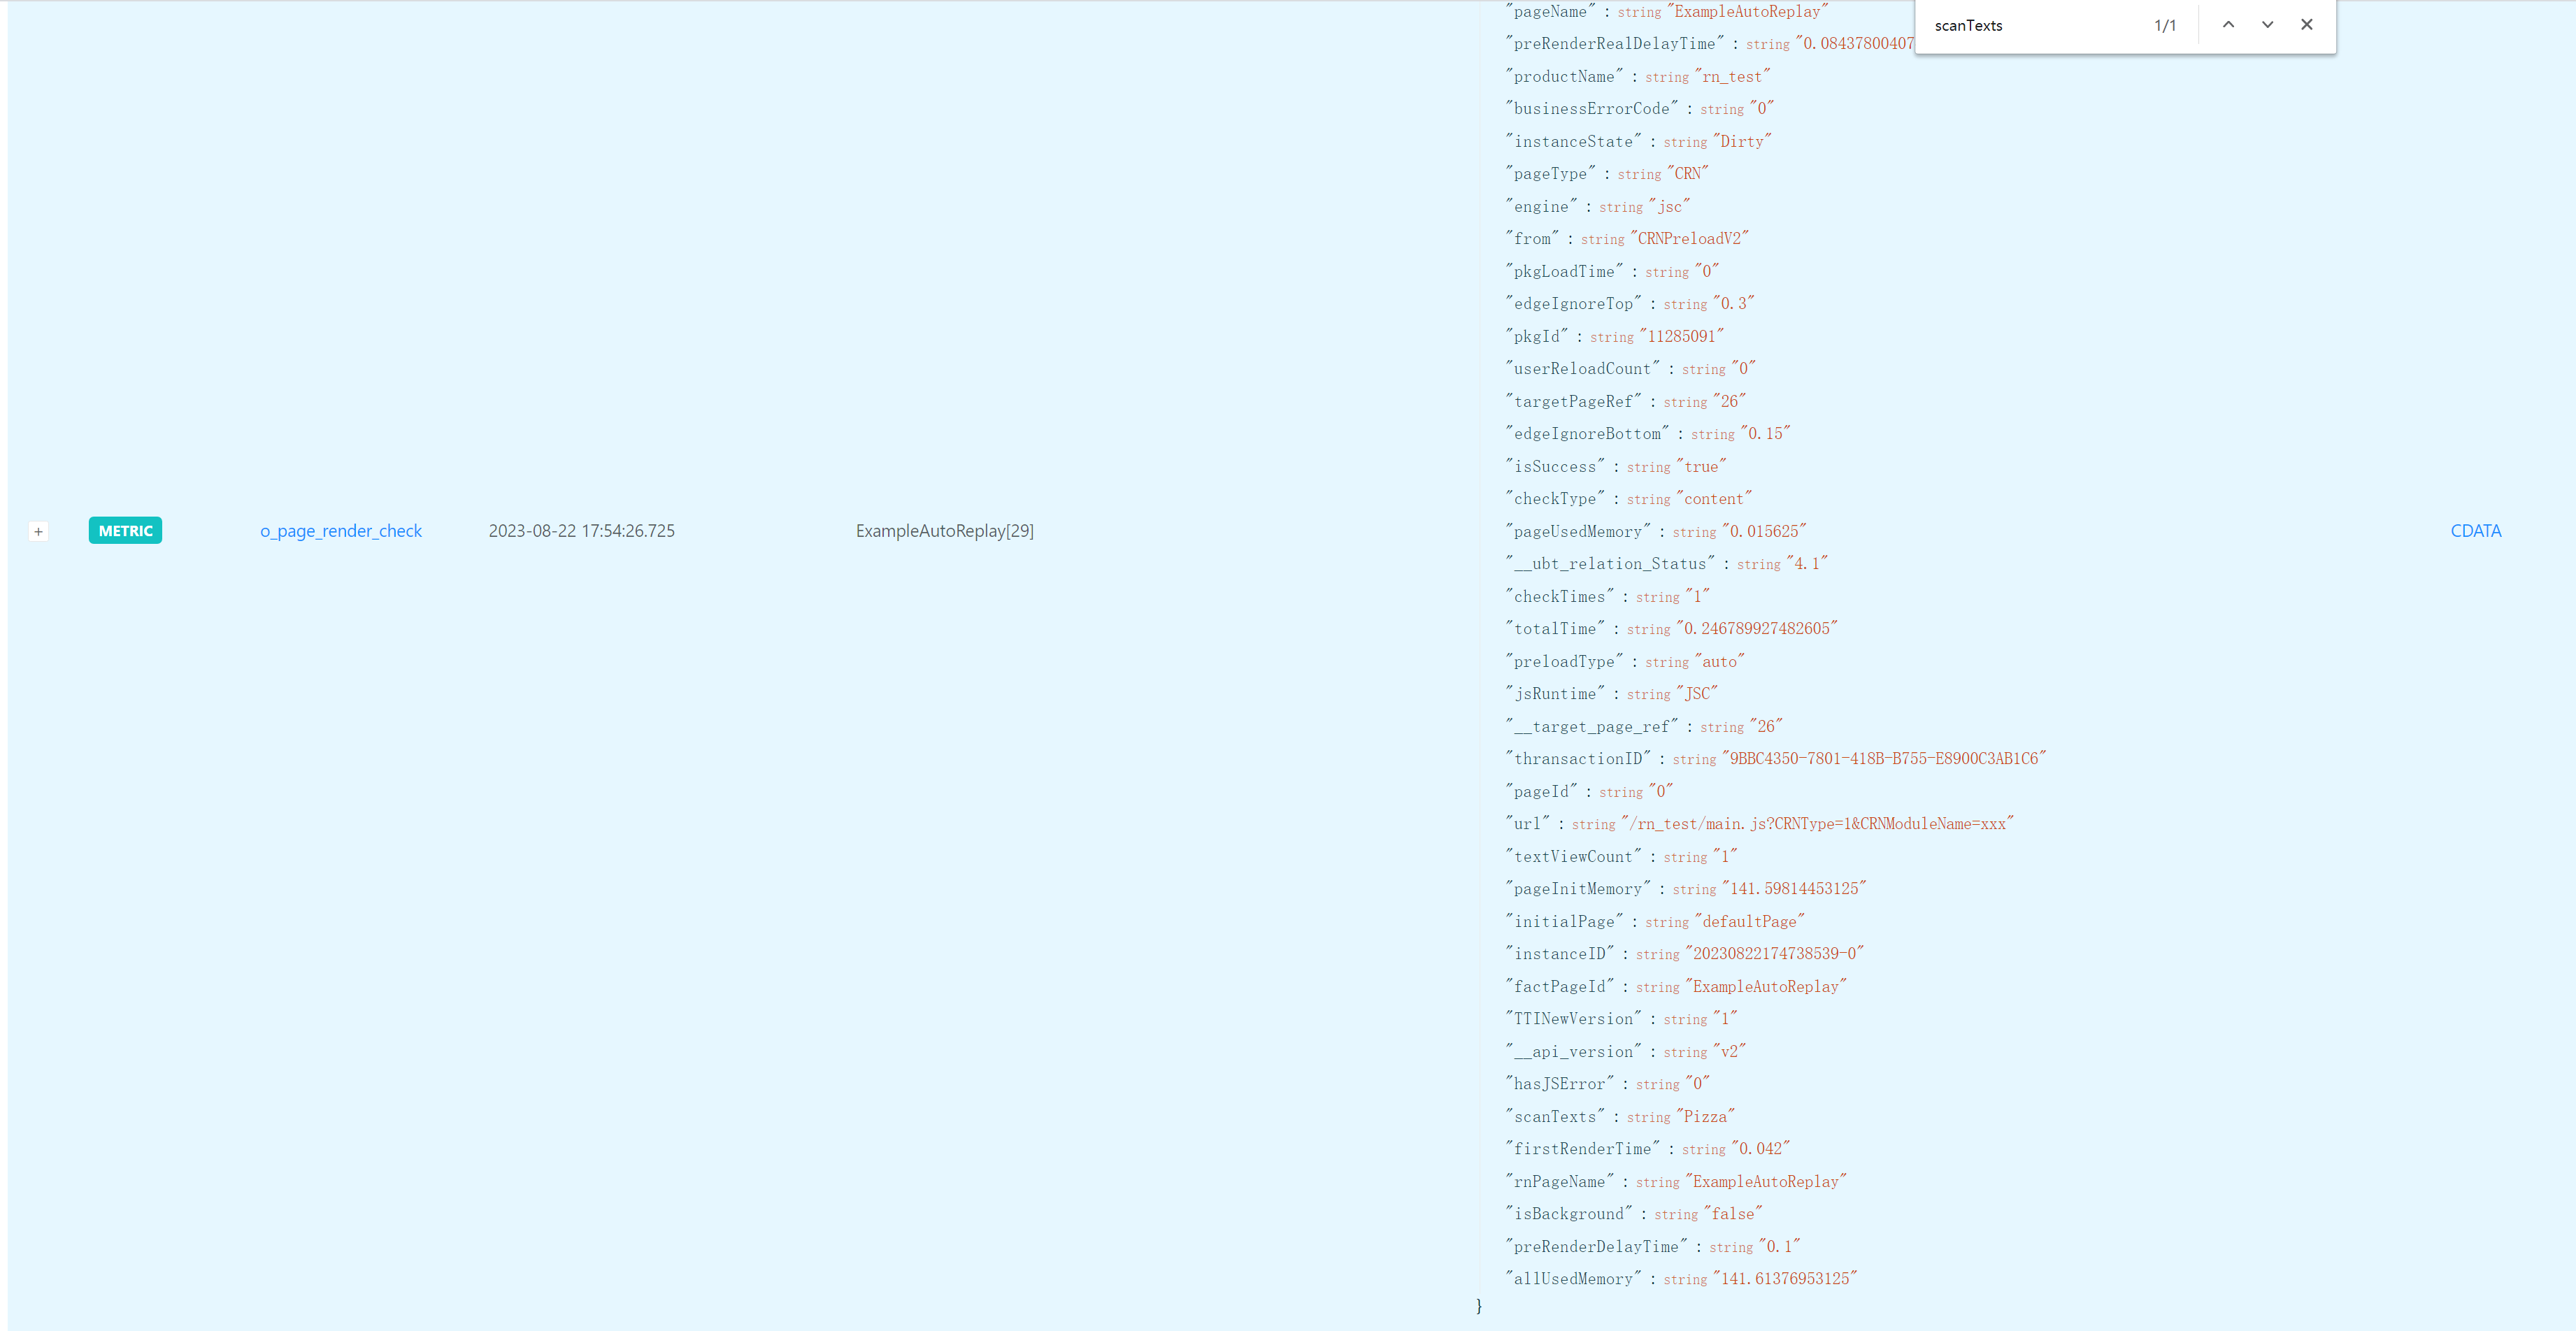 scanTexts 1/1
"pageName" : string "ExampleAutoReplay"
"preRenderRealDelayTime" : string "0.08437800407
"productName" : string "rn_test"
"businessErrorCode" : string "0"
"instanceState" : string "Dirty"
"pageType" : string "CRN"
"engine" : string "jsc"
"from" : string "CRNPreloadV2"
"pkgLoadTime" : string "0"
"edgeIgnoreTop" : string "0.3"
"pkgId" : string "11285091"
"userReloadCount" : string "0"
"targetPageRef" : string "26"
"edgeIgnoreBottom" : string "0.15"
"isSuccess" : string "true"
"checkType" : string "content"
+ METRIC o_page_render_check 2023-08-22 17:54:26.725 ExampleAutoReplay[29] "pageUsedMemory" : string "0.015625" CDATA
"__ubt_relation_Status" : string "4.1"
"checkTimes" : string "1"
"totalTime" : string "0.246789927482605"
"preloadType" : string "auto"
"jsRuntime" : string "JSC"
"__target_page_ref" : string "26"
"thransactionID" : string "9BBC4350-7801-418B-B755-E8900C3AB1C6"
"pageId" : string "0"
"url" : string "/rn_test/main.js?CRNType=1&CRNModuleName=xxx"
"textViewCount" : string "1"
"pageInitMemory" : string "141.59814453125"
"initialPage" : string "defaultPage"
"instanceID" : string "20230822174738539-0"
"factPageId" : string "ExampleAutoReplay"
"TTINewVersion" : string "1"
"__api_version" : string "v2"
"hasJSError" : string "0"
"scanTexts" : string "Pizza"
"firstRenderTime" : string "0.042"
"rnPageName" : string "ExampleAutoReplay"
"isBackground" : string "false"
"preRenderDelayTime" : string "0.1"
"allUsedMemory" : string "141.61376953125"
}